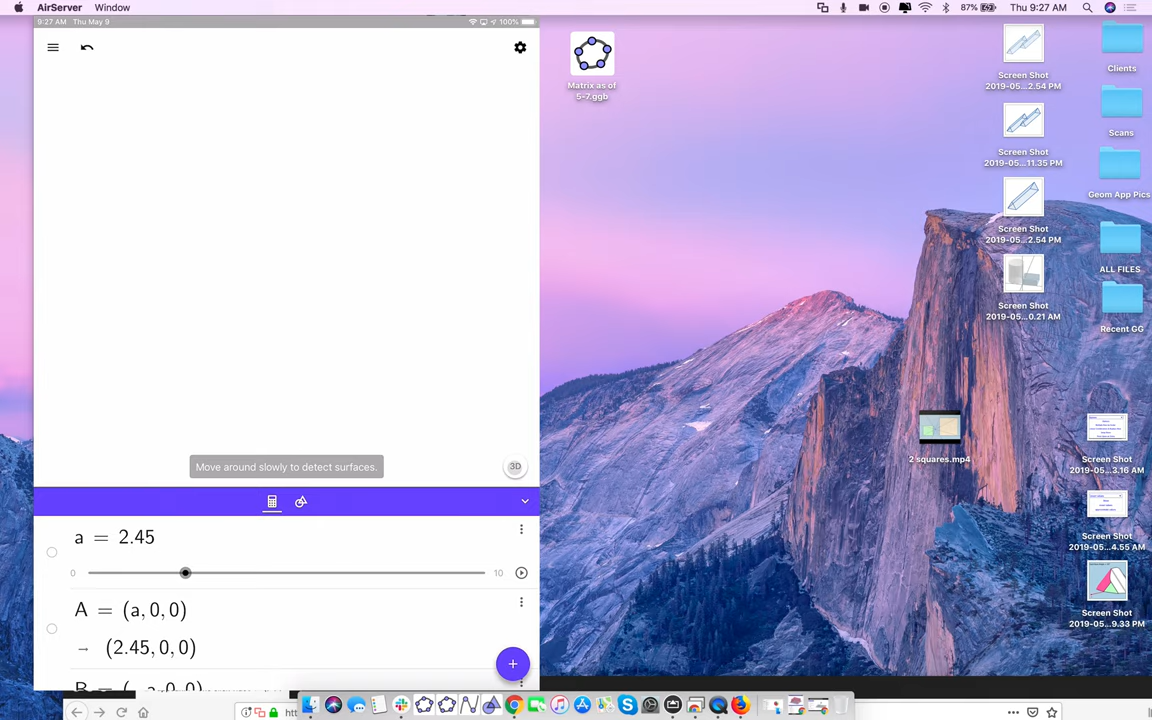 AirServer Window
87% Thu 9:27 AM
9:27 AM Thu May 9
100%
Matrix as of
5-7.ggb
Screen Shot
2019-05...2.54 PM
Clients
Screen Shot
2019-05...11.35 PM
Scans
Screen Shot
2019-05...2.54 PM
Geom App Pics
Screen Shot
2019-05...0.21 AM
ALL FILES
Recent GG
2 squares.mp4
Screen Shot
2019-05...3.16 AM
Screen Shot
2019-05...4.55 AM
Screen Shot
2019-05...9.33 PM
Move around slowly to detect surfaces.
3D
a = 2.45
0 10
A = (a, 0, 0)
→ (2.45, 0, 0)
B = (-a, 0, 0)
htt